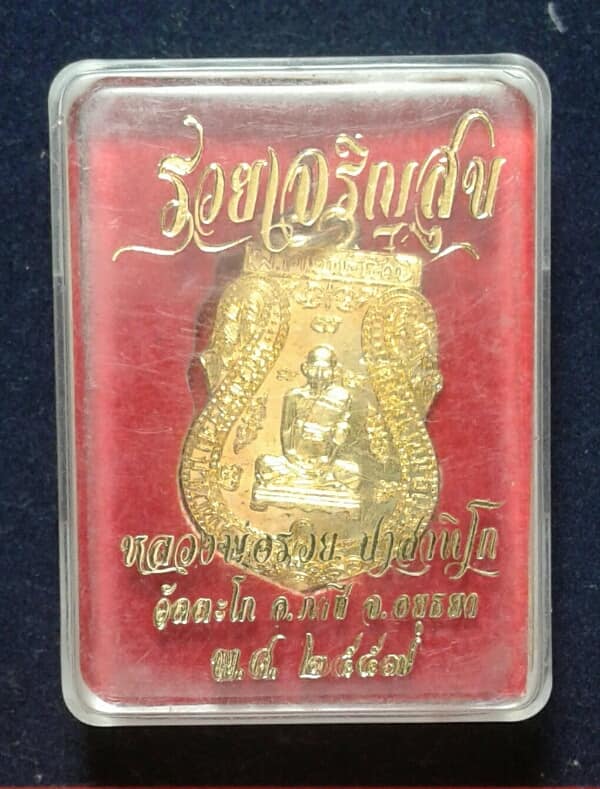 รวยเจริญสุข
หลวงพ่อรวย ปาสาทิโก
วัดตะโก อ.ภาชี จ.อยุธยา
พ.ศ. ๒๕๕๗